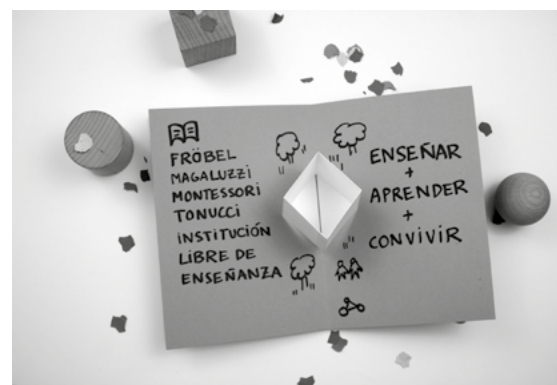 FRÖBEL
MAGALUZZI
MONTESSORI
TONUCCI
INSTITUCIÓN
LIBRE DE
ENSEÑANZA
ENSEÑAR
+
APRENDER
+
CONVIVIR